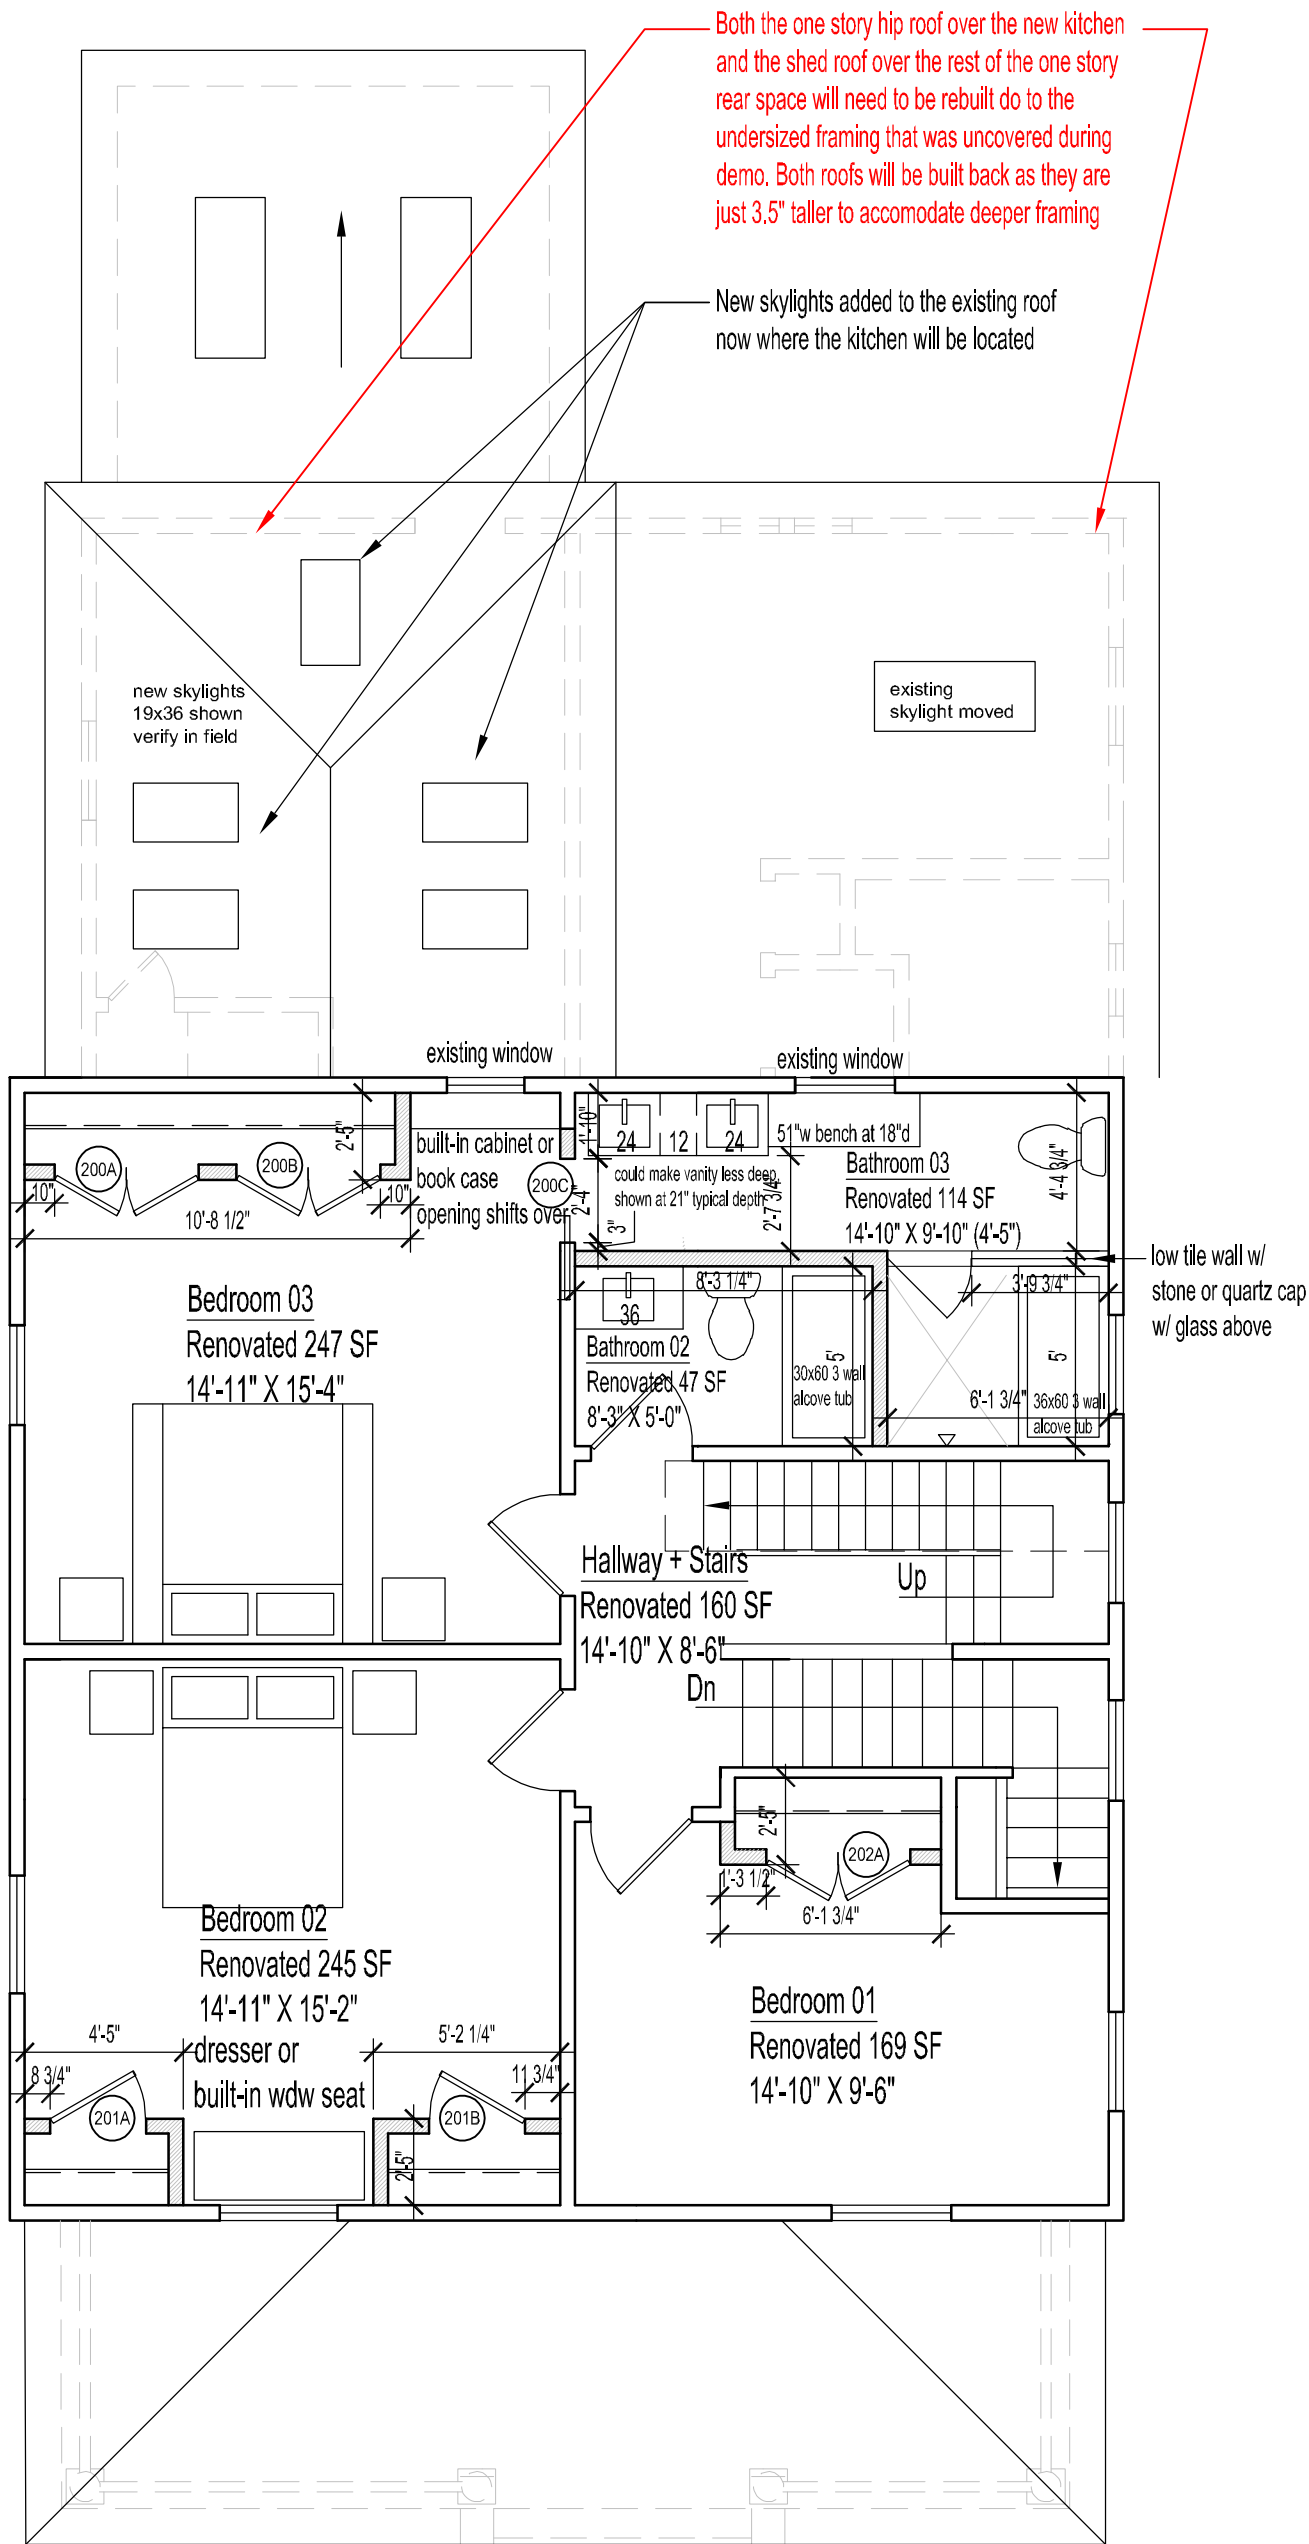 Both the one story hip roof over the new kitchen
and the shed roof over the rest of the one story
rear space will need to be rebuilt do to the
undersized framing that was uncovered during
demo. Both roofs will be built back as they are
just 3.5" taller to accomodate deeper framing
New skylights added to the existing roof
now where the kitchen will be located
new skylights
19x36 shown
verify in field
existing
skylight moved
existing window
existing window
2'-5"
200A
200B
10"
10"
10'-8 1/2"
built-in cabinet or
book case
opening shifts over
200C
1'-10"
2'-4"
3"
24
12
24
could make vanity less deep,
shown at 21" typical depth
2'-7 3/4"
51"w bench at 18"d
Bathroom 03
Renovated 114 SF
14'-10" X 9'-10" (4'-5")
4'-4 3/4"
low tile wall w/
stone or quartz cap
w/ glass above
Bedroom 03
Renovated 247 SF
14'-11" X 15'-4"
8'-3 1/4"
36
Bathroom 02
Renovated 47 SF
8'-3" X 5'-0"
5'
30x60 3 wall
alcove tub
3'-9 3/4"
5'
6'-1 3/4"
36x60 3 wall
alcove tub
Hallway + Stairs
Renovated 160 SF
14'-10" X 8'-6"
Up
Dn
2'-5"
202A
1'-3 1/2"
6'-1 3/4"
Bedroom 02
Renovated 245 SF
14'-11" X 15'-2"
dresser or
built-in wdw seat
4'-5"
8 3/4"
5'-2 1/4"
11 3/4"
201A
201B
2'-5"
Bedroom 01
Renovated 169 SF
14'-10" X 9'-6"